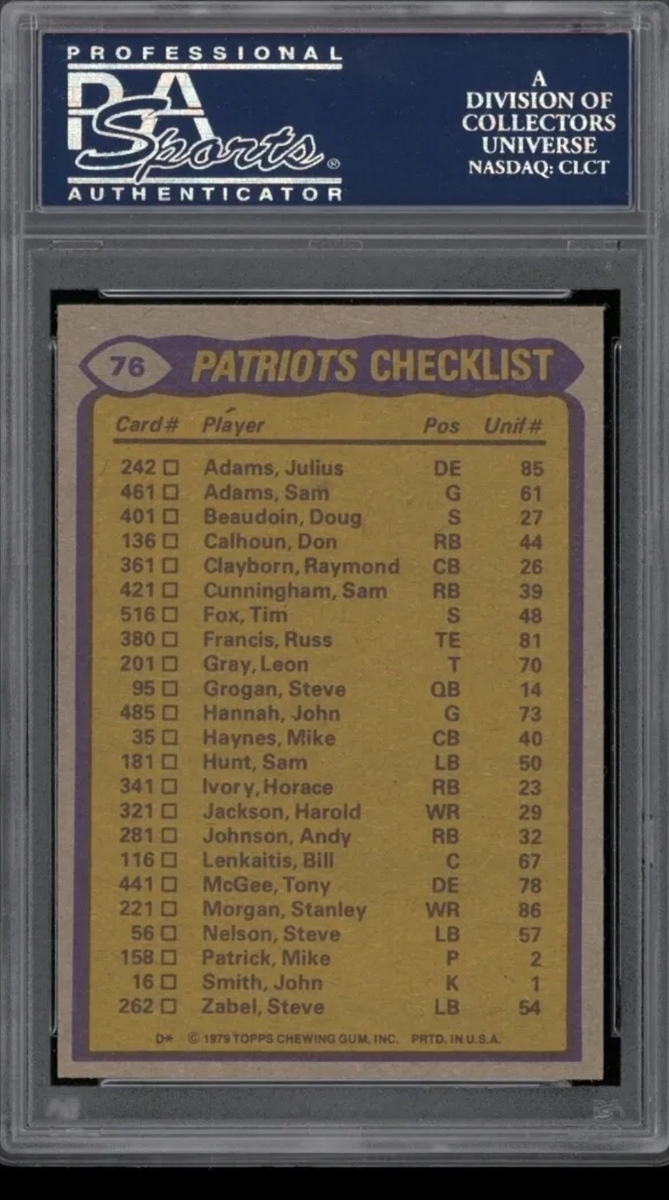 PROFESSIONAL
PSA
Sports®
AUTHENTICATOR
A
DIVISION OF
COLLECTORS
UNIVERSE
NASDAQ: CLCT
76 PATRIOTS CHECKLIST
Card# Player Pos Unif#
242 □ Adams, Julius DE 85
461 □ Adams, Sam G 61
401 □ Beaudoin, Doug S 27
136 □ Calhoun, Don RB 44
361 □ Clayborn, Raymond CB 26
421 □ Cunningham, Sam RB 39
516 □ Fox, Tim S 48
380 □ Francis, Russ TE 81
201 □ Gray, Leon T 70
95 □ Grogan, Steve QB 14
485 □ Hannah, John G 73
35 □ Haynes, Mike CB 40
181 □ Hunt, Sam LB 50
341 □ Ivory, Horace RB 23
321 □ Jackson, Harold WR 29
281 □ Johnson, Andy RB 32
116 □ Lenkaitis, Bill C 67
441 □ McGee, Tony DE 78
221 □ Morgan, Stanley WR 86
56 □ Nelson, Steve LB 57
158 □ Patrick, Mike P 2
16 □ Smith, John K 1
262 □ Zabel, Steve LB 54
D* © 1979 TOPPS CHEWING GUM, INC. PRTD. IN U.S.A.